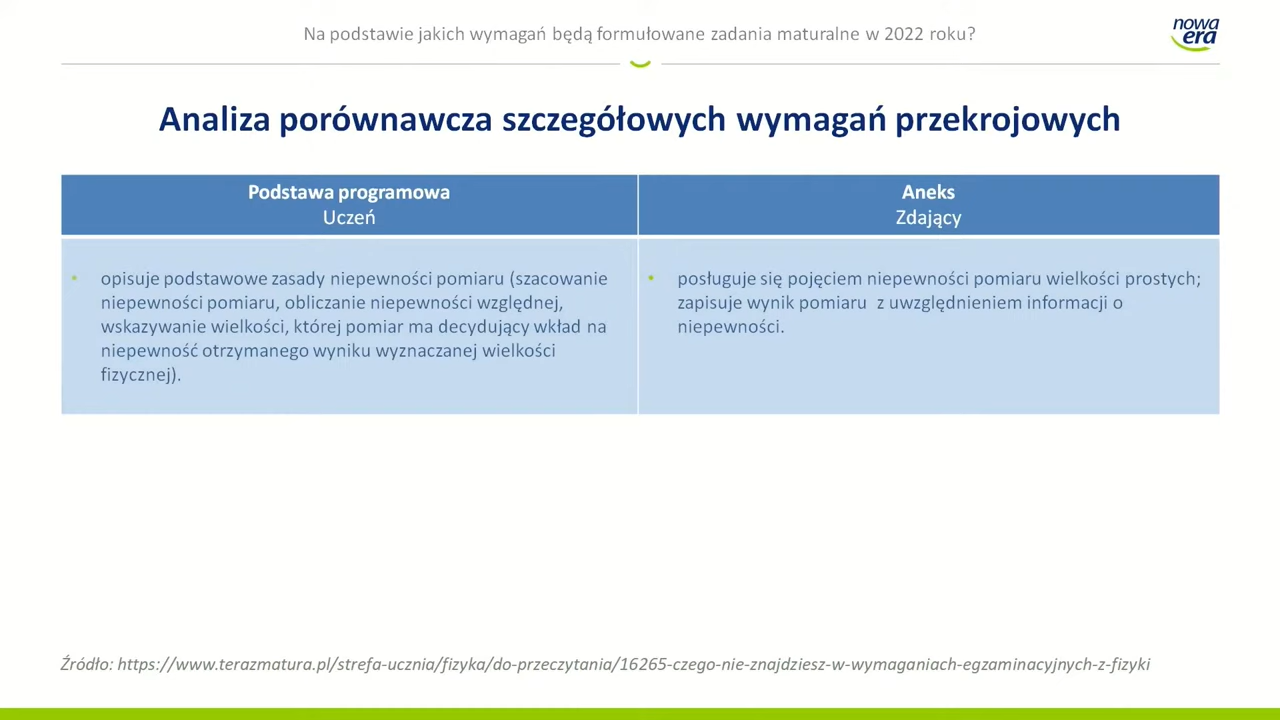 Na podstawie jakich wymagań będą formułowane zadania maturalne w 2022 roku?
nowa
era
Analiza porównawcza szczegółowych wymagań przekrojowych
Podstawa programowa
Uczeń
Aneks
Zdający
• opisuje podstawowe zasady niepewności pomiaru (szacowanie
niepewności pomiaru, obliczanie niepewności względnej,
wskazywanie wielkości, której pomiar ma decydujący wkład na
niepewność otrzymanego wyniku wyznaczanej wielkości
fizycznej).
• posługuje się pojęciem niepewności pomiaru wielkości prostych;
zapisuje wynik pomiaru z uwzględnieniem informacji o
niepewności.
Źródło: https://www.terazmatura.pl/strefa-ucznia/fizyka/do-przeczytania/16265-czego-nie-znajdziesz-w-wymaganiach-egzaminacyjnych-z-fizyki